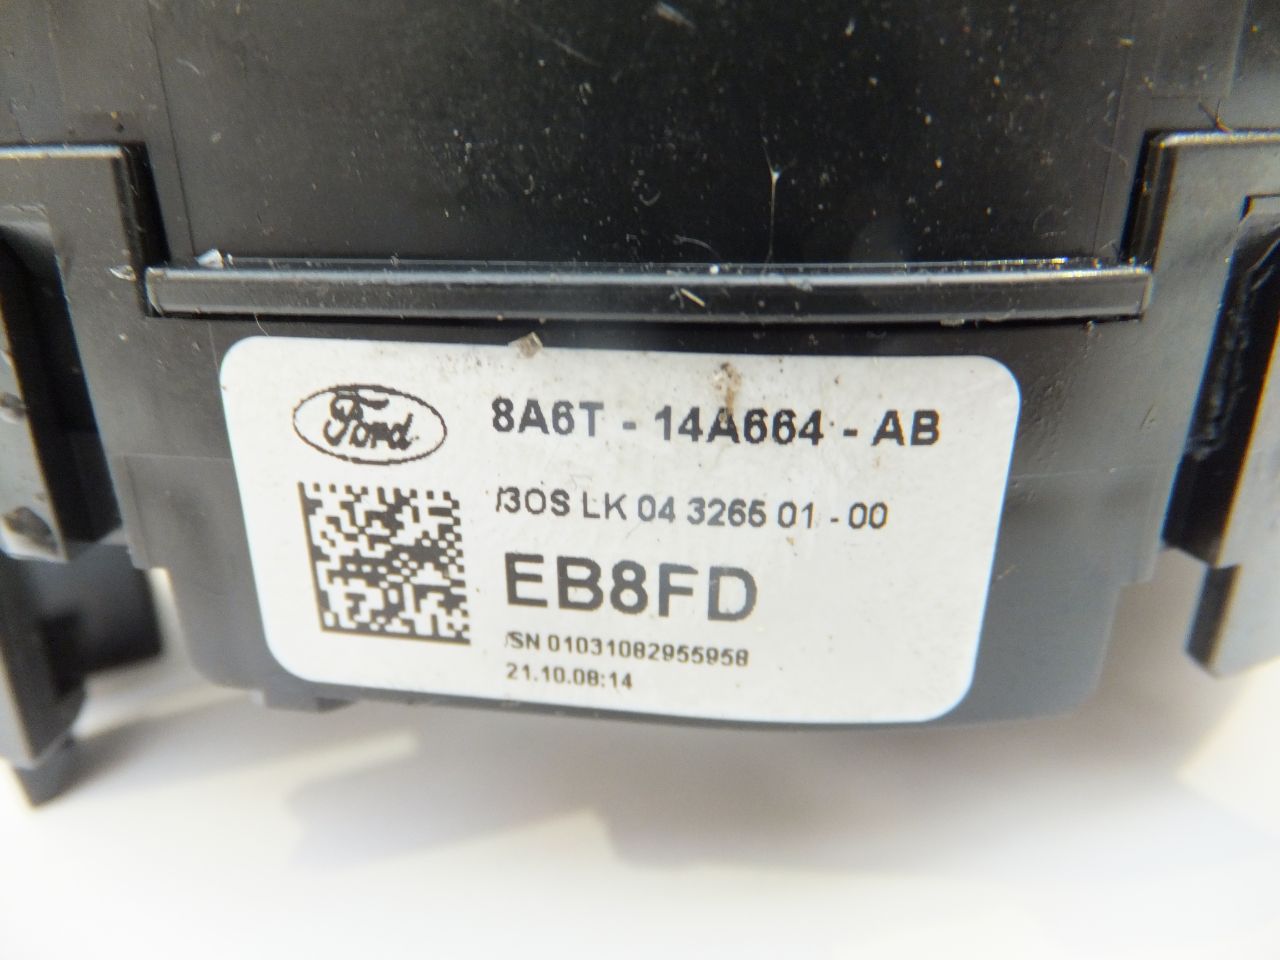 Ford
8A6T - 14A664 - AB
/3OS LK 04 3265 01 - 00
EB8FD
/SN 01031082955958
21.10.08:14